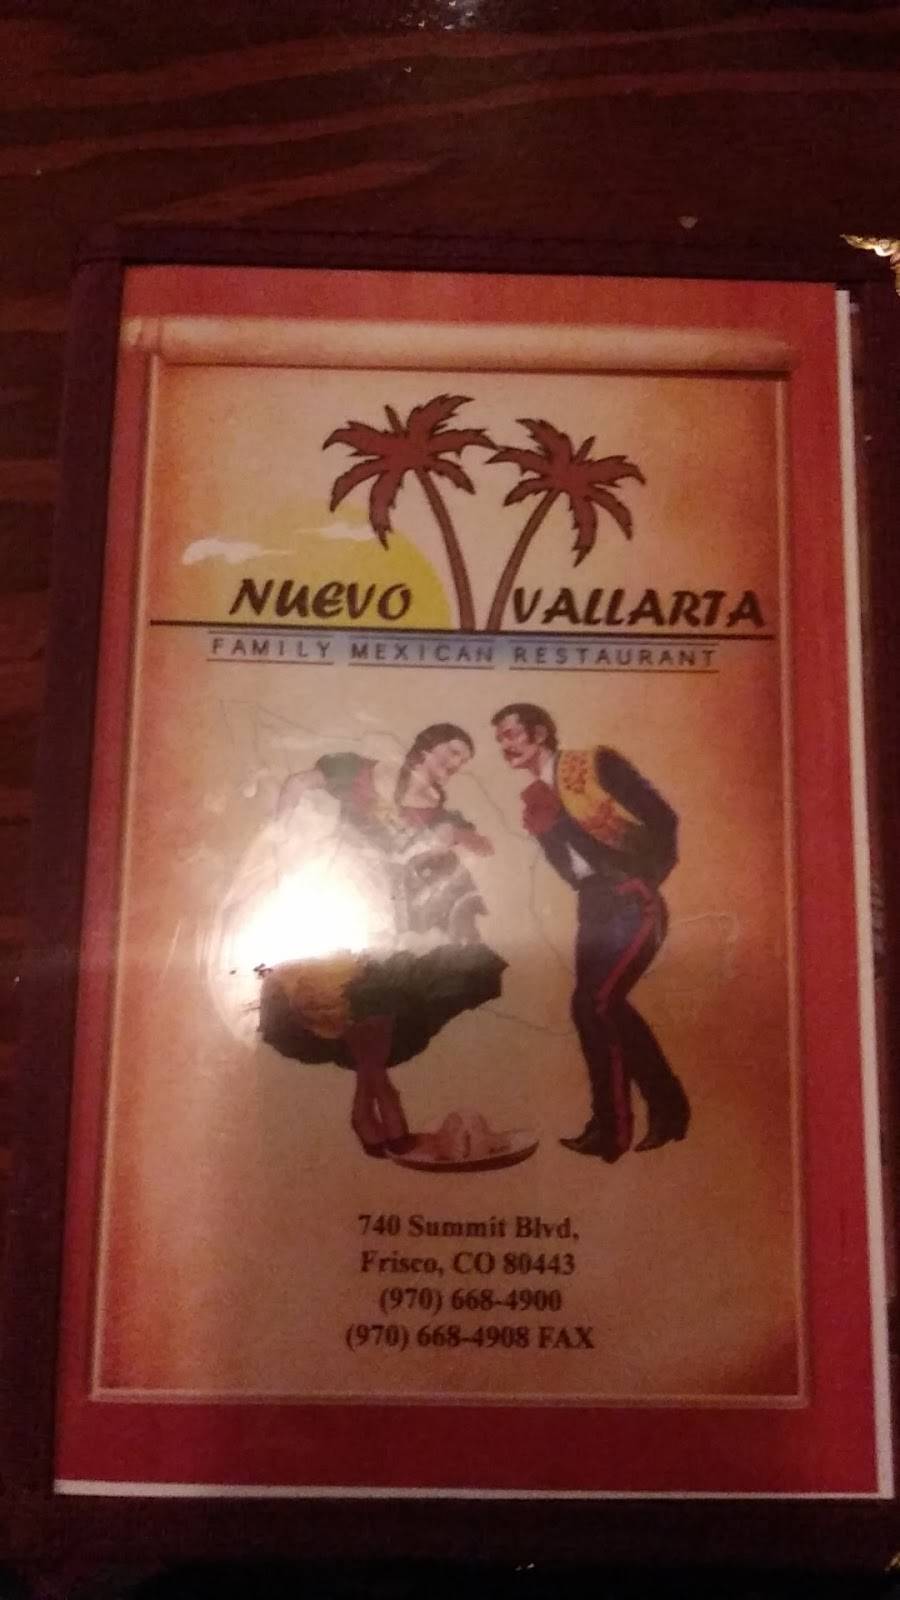 NUEVO VALLARTA
FAMILY MEXICAN RESTAURANT
740 Summit Blvd,
Frisco, CO 80443
(970) 668-4900
(970) 668-4908 FAX